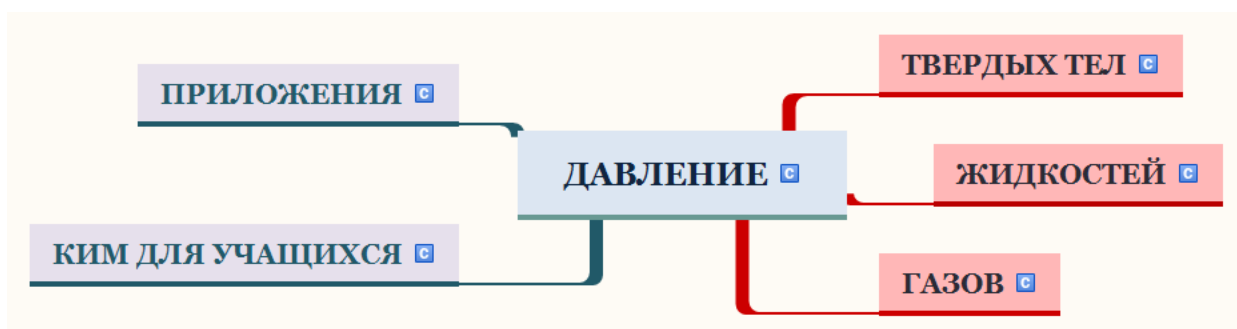 ПРИЛОЖЕНИЯ C
КИМ ДЛЯ УЧАЩИХСЯ C
ДАВЛЕНИЕ C
ТВЕРДЫХ ТЕЛ C
ЖИДКОСТЕЙ C
ГАЗОВ C